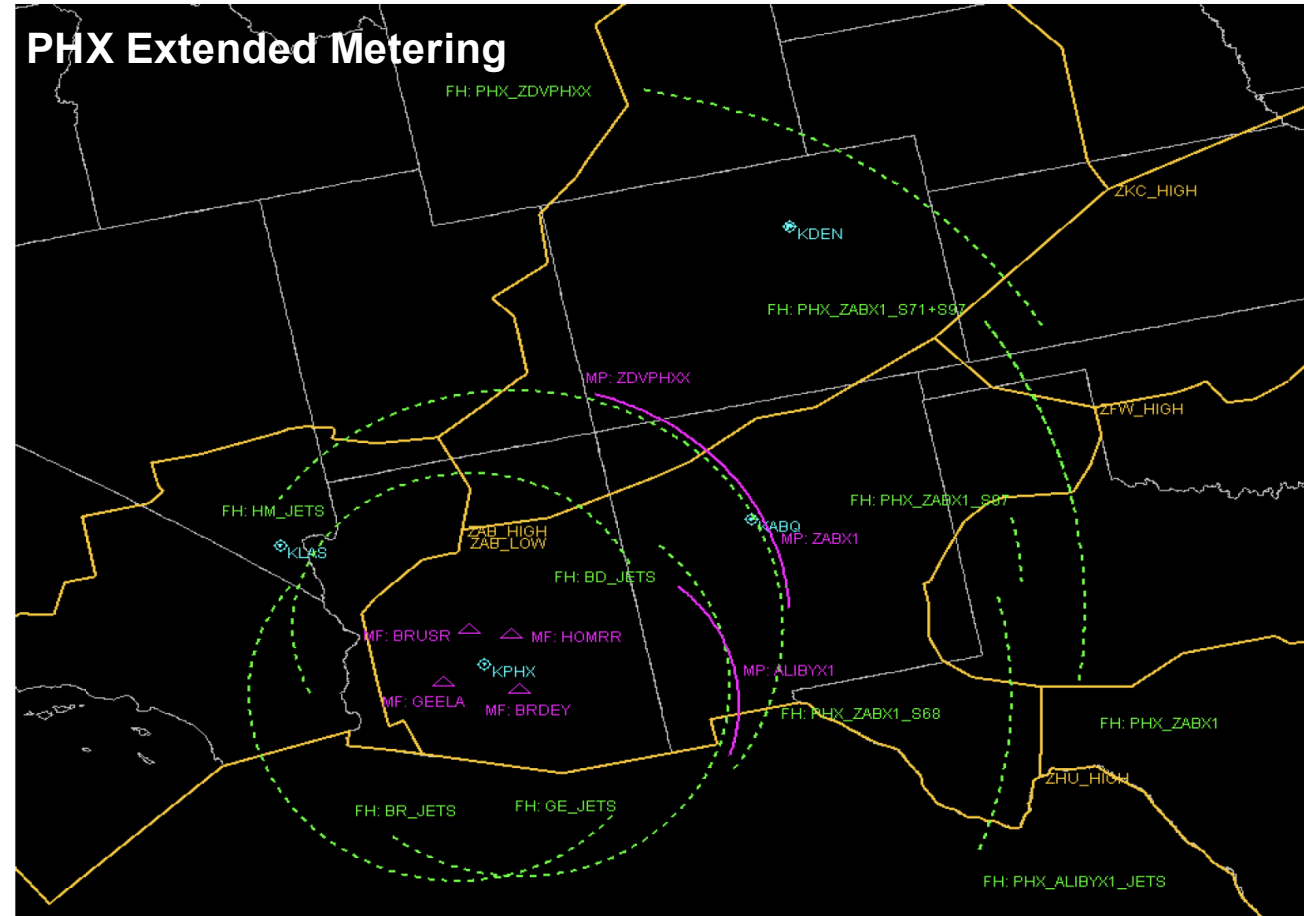 PHX Extended Metering
FH: PHX_ZDVPHXX
ZKC_HIGH
KDEN
FH: PHX_ZABX1_S71+S97
MP: ZDVPHXX
ZFW_HIGH
FH: PHX_ZABX1_S97
FH: HM_JETS
KABQ
ZAB_HIGH
MP: ZABX1
ZAB_LOW
KLAS
FH: BD_JETS
MF: BRUSR
MF: HOMRR
KPHX
MP: ALIBYX1
MF: GEELA
MF: BRDEY
FH: PHX_ZABX1_S68
FH: PHX_ZABX1
ZHU_HIGH
FH: BR_JETS
FH: GE_JETS
FH: PHX_ALIBYX1_JETS